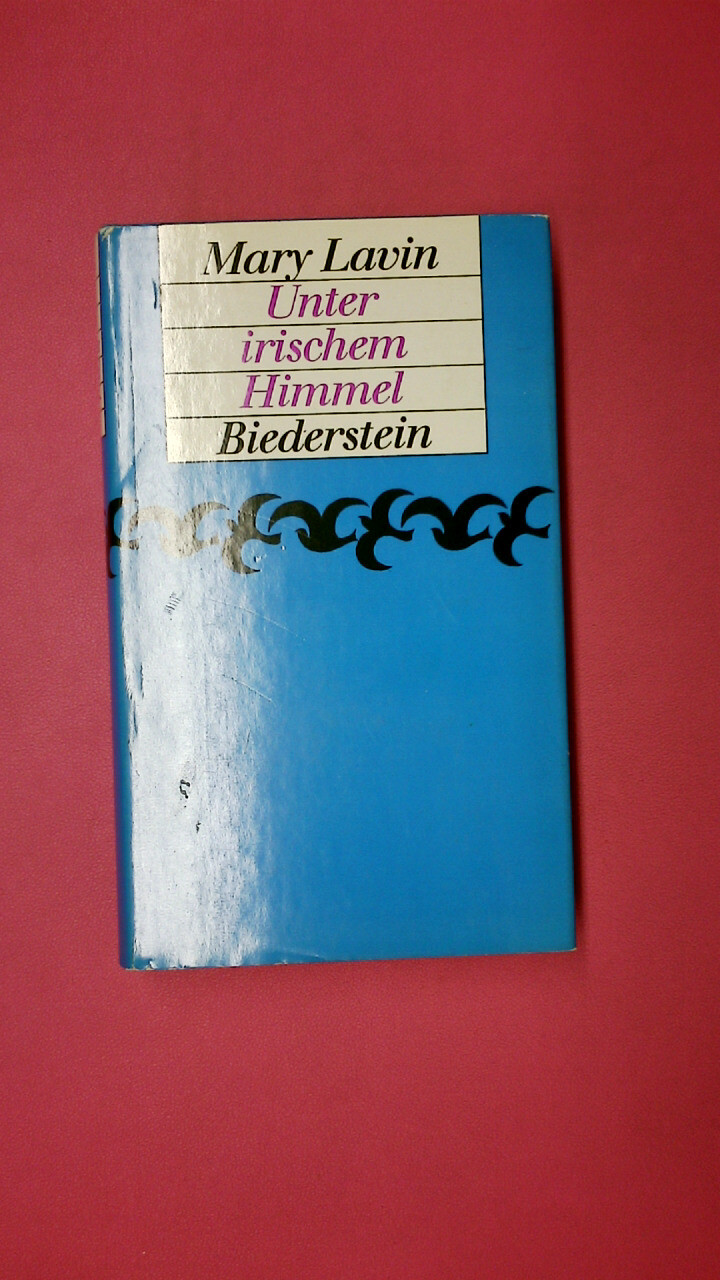 Mary Lavin
Unter
irischem
Himmel
Biederstein